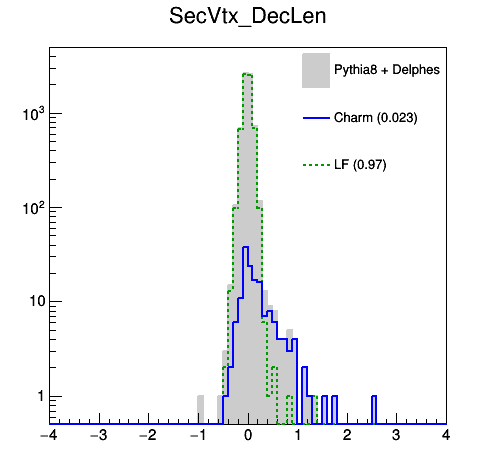 SecVtx_DecLen
Pythia8 + Delphes
Charm (0.023)
LF (0.97)
10³
10²
10
1
−4 −3 −2 −1 0 1 2 3 4